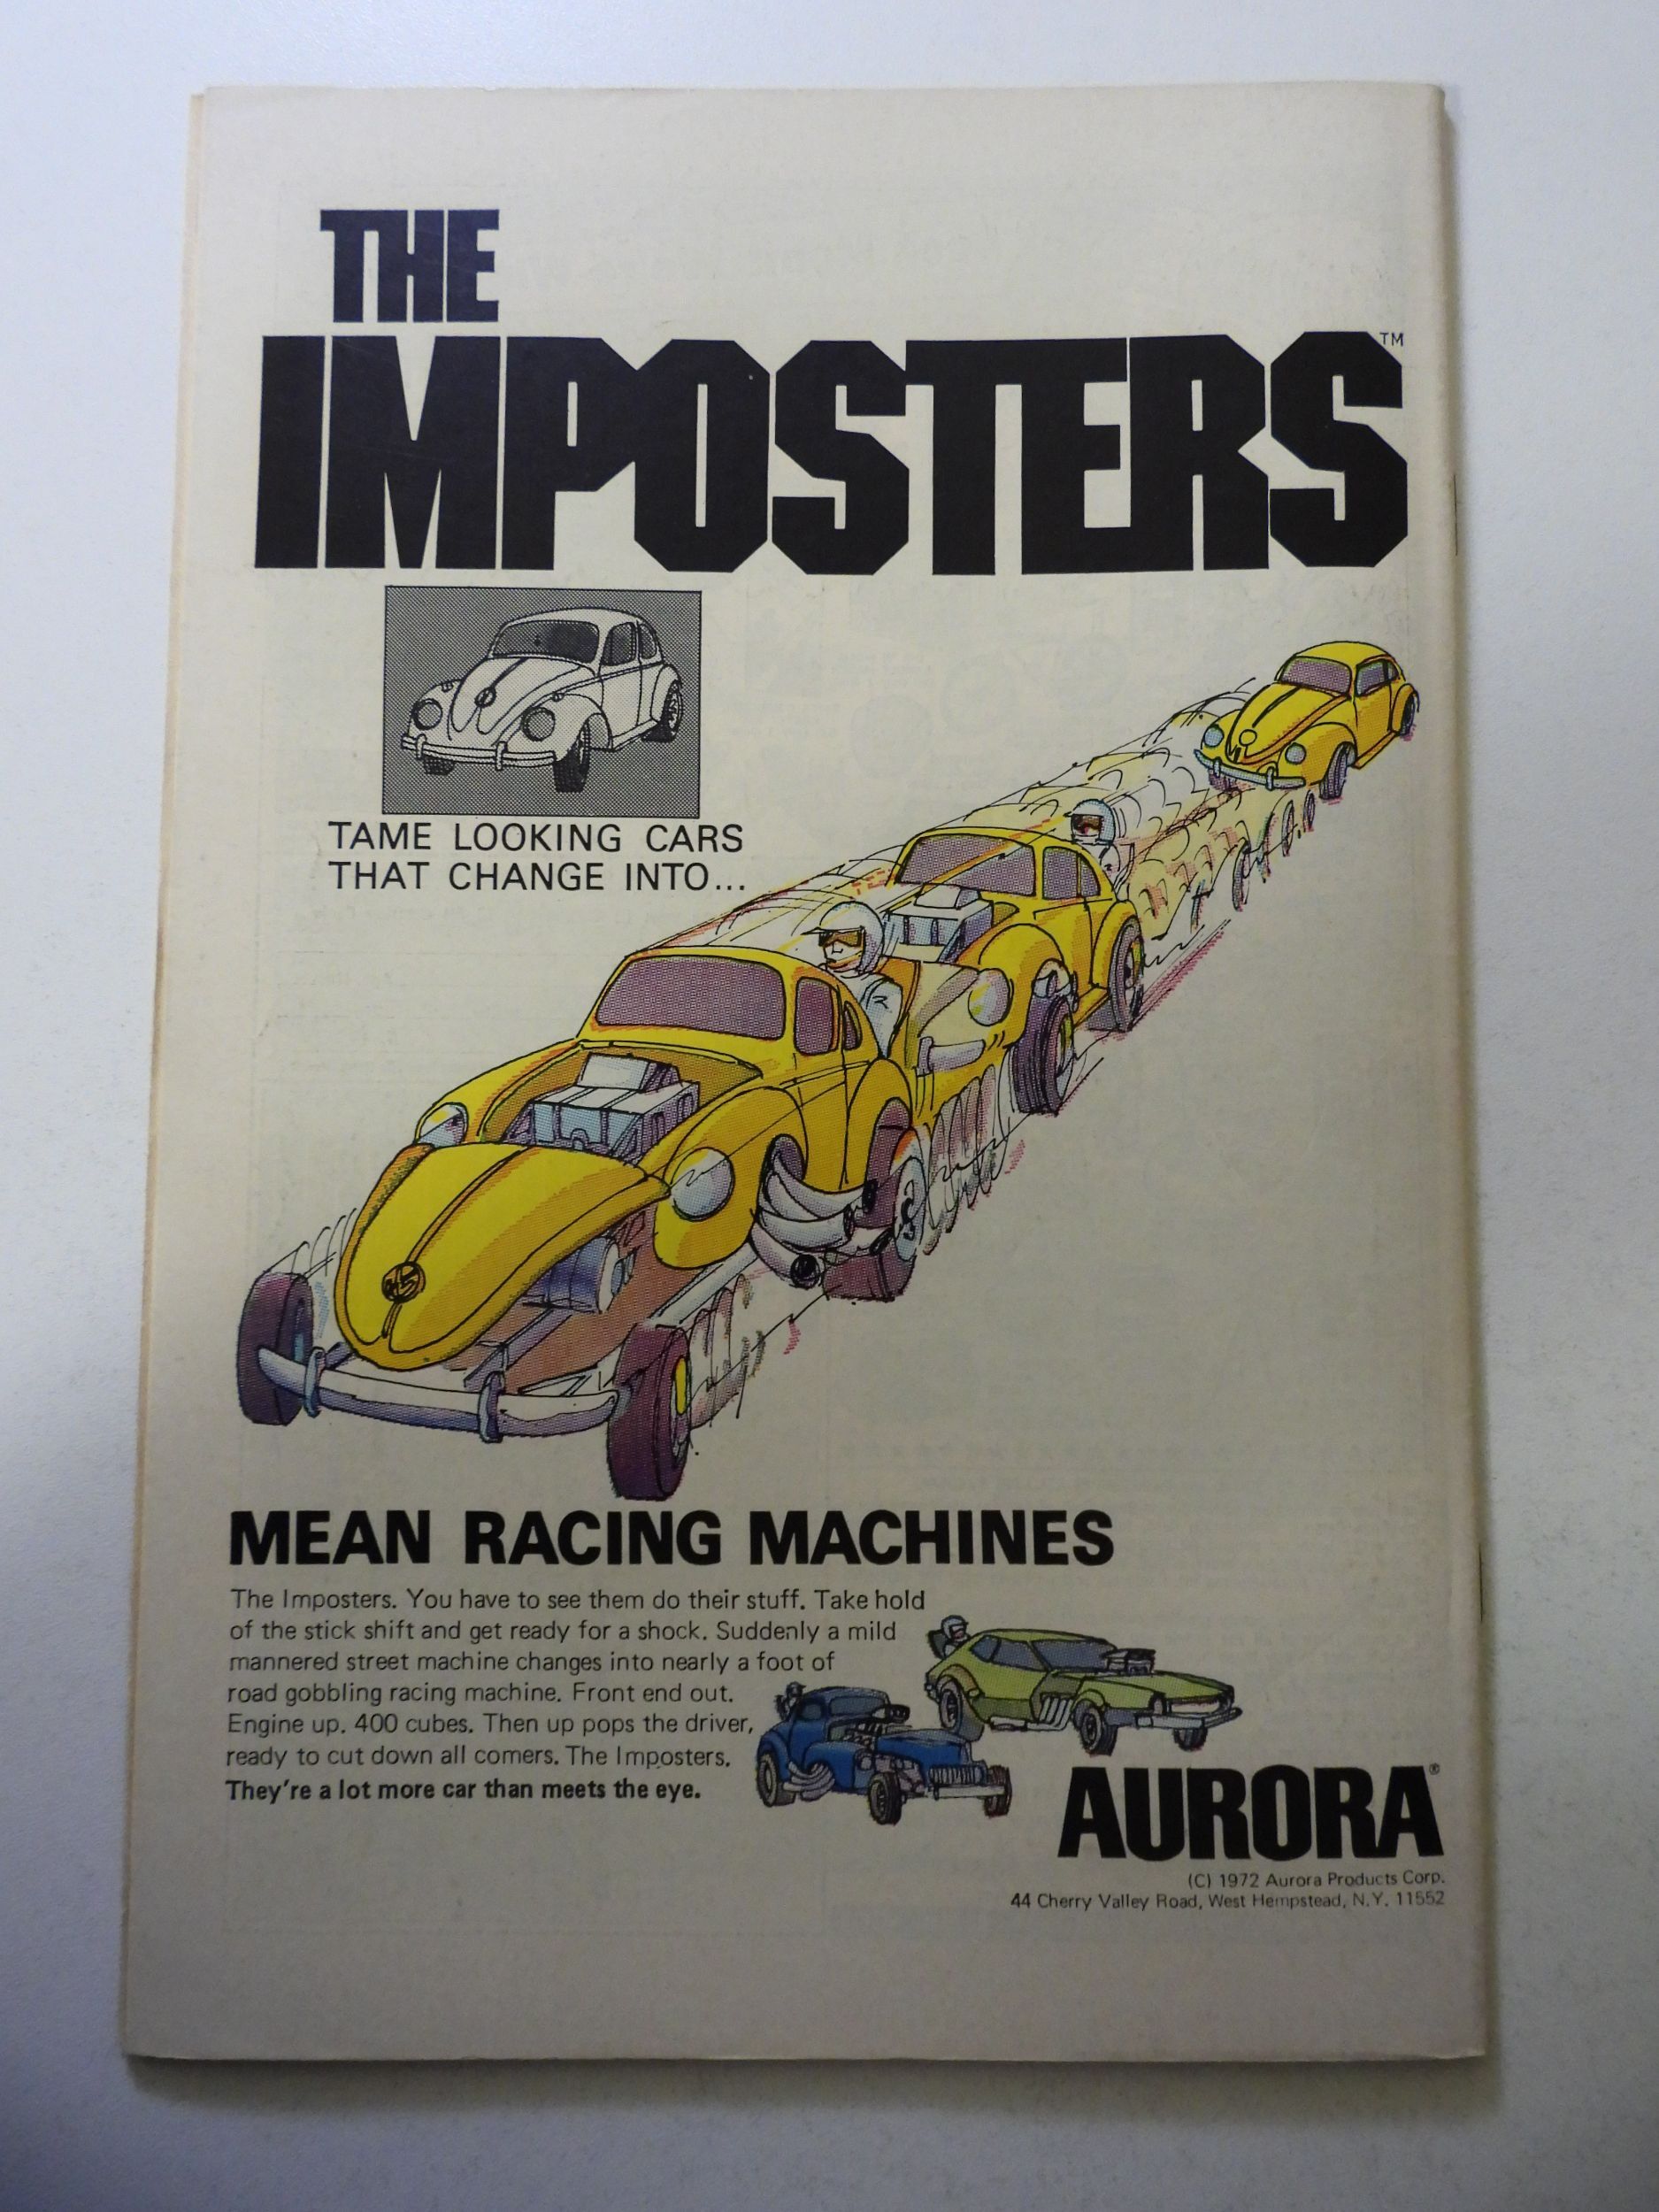 THE
IMPOSTERS™
TAME LOOKING CARS
THAT CHANGE INTO...
MEAN RACING MACHINES
The Imposters. You have to see them do their stuff. Take hold
of the stick shift and get ready for a shock. Suddenly a mild
mannered street machine changes into nearly a foot of
road gobbling racing machine. Front end out.
Engine up. 400 cubes. Then up pops the driver,
ready to cut down all comers. The Imposters.
They're a lot more car than meets the eye.
AURORA®
(C) 1972 Aurora Products Corp.
44 Cherry Valley Road, West Hempstead, N.Y. 11552